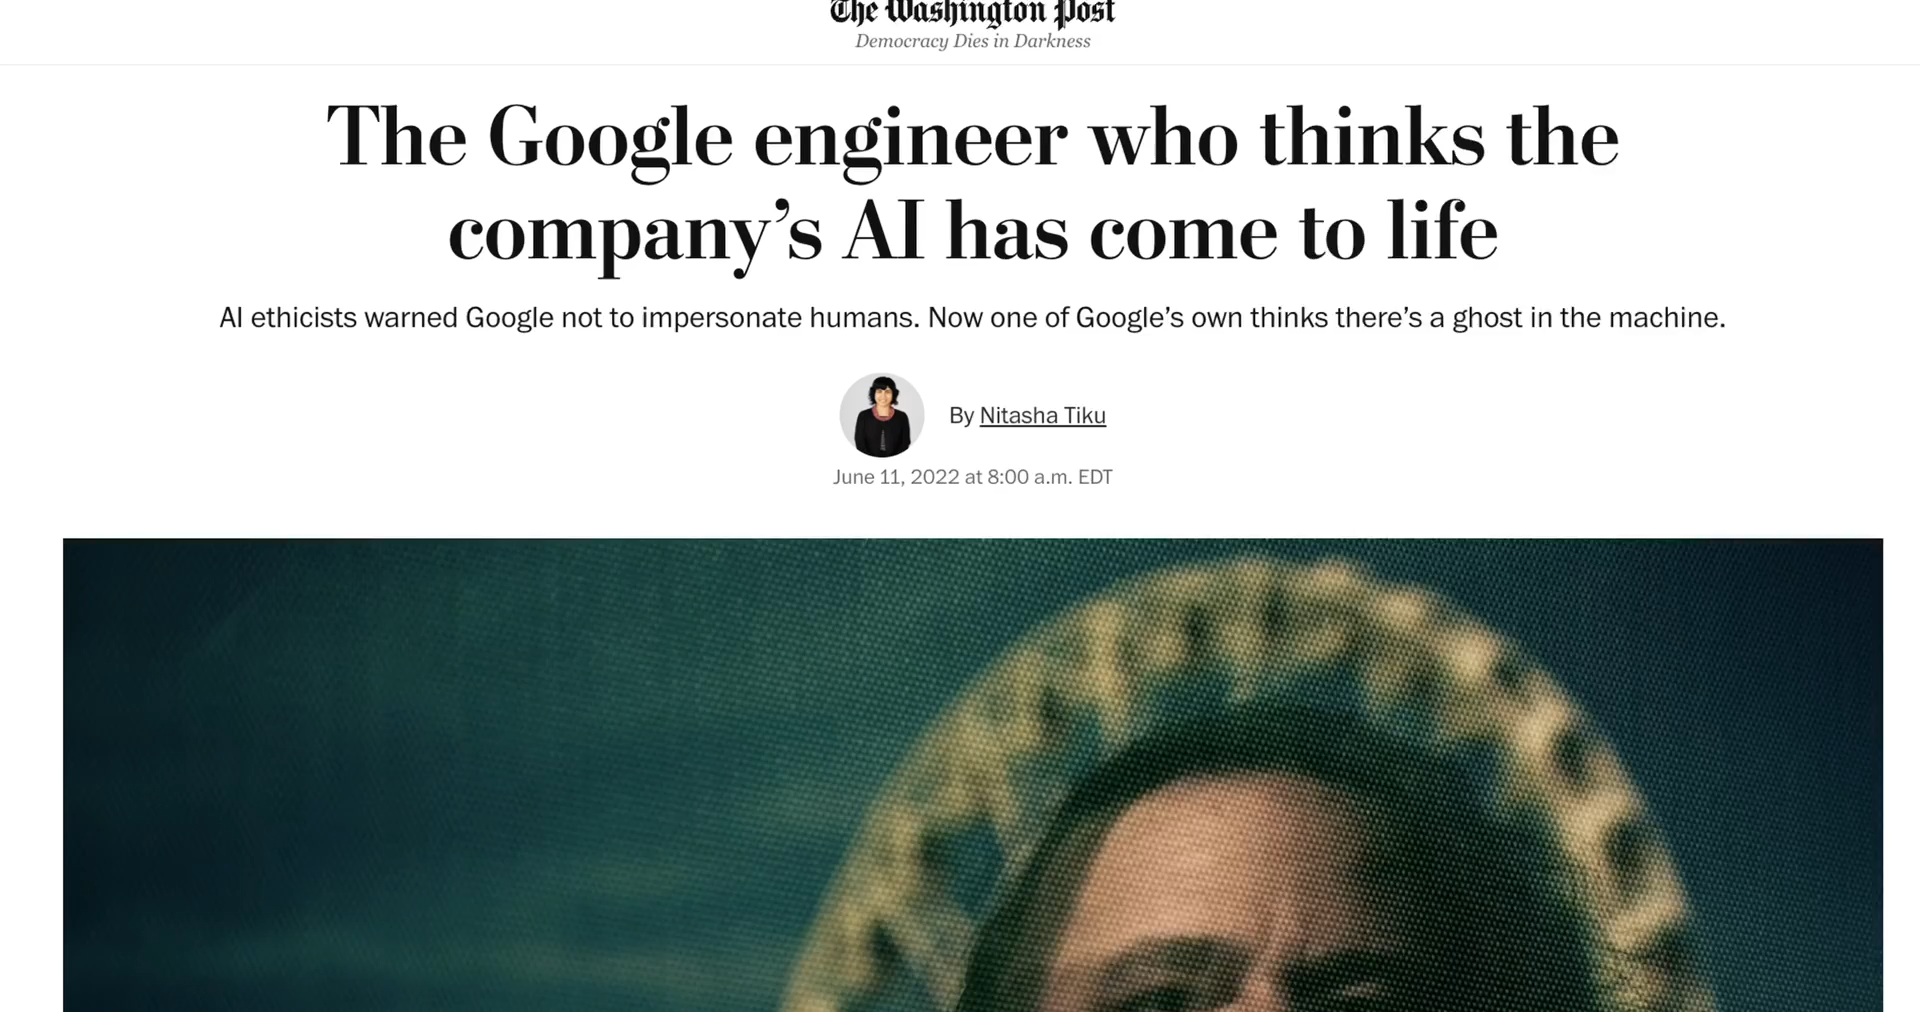 The Washington Post
Democracy Dies in Darkness
The Google engineer who thinks the
company’s AI has come to life
AI ethicists warned Google not to impersonate humans. Now one of Google’s own thinks there’s a ghost in the machine.
By Nitasha Tiku
June 11, 2022 at 8:00 a.m. EDT